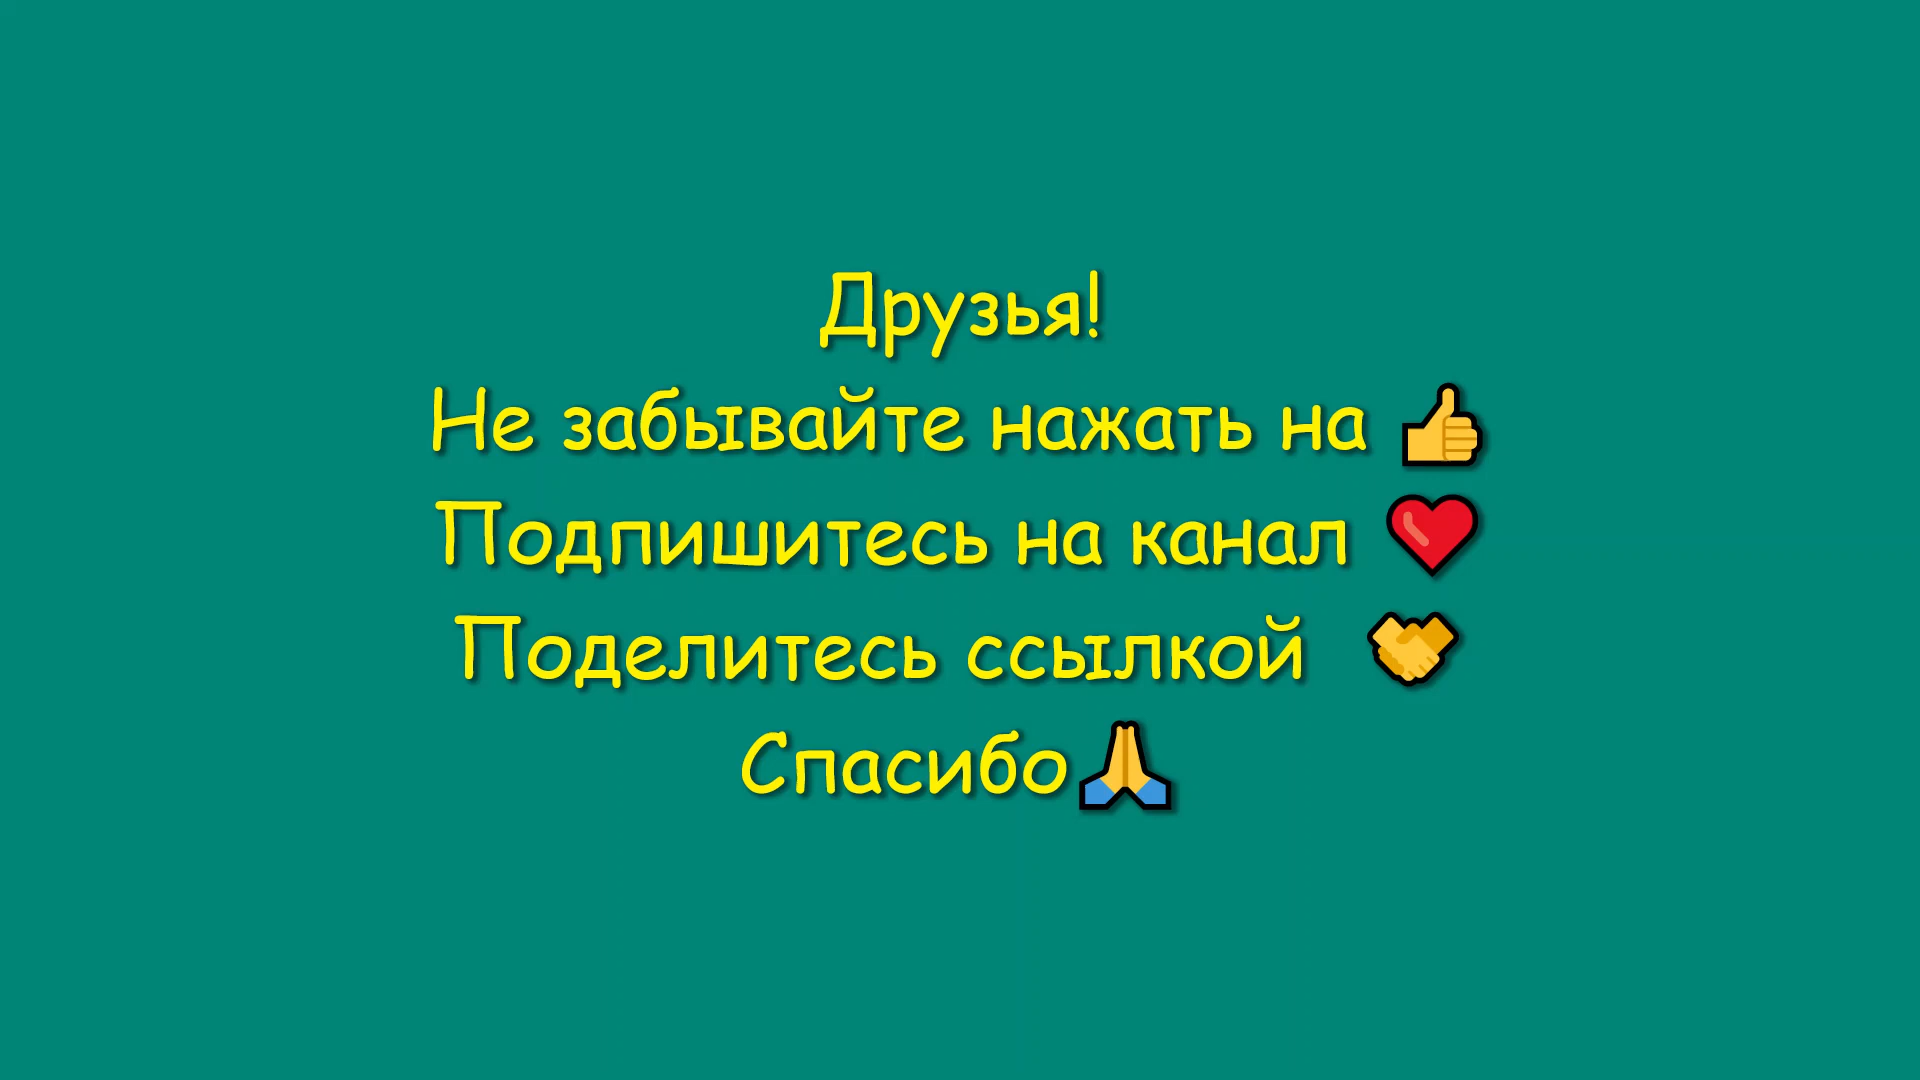 Друзья!
Не забывайте нажать на 👍
Подпишитесь на канал ❤️
Поделитесь ссылкой 🤝
Спасибо🙏